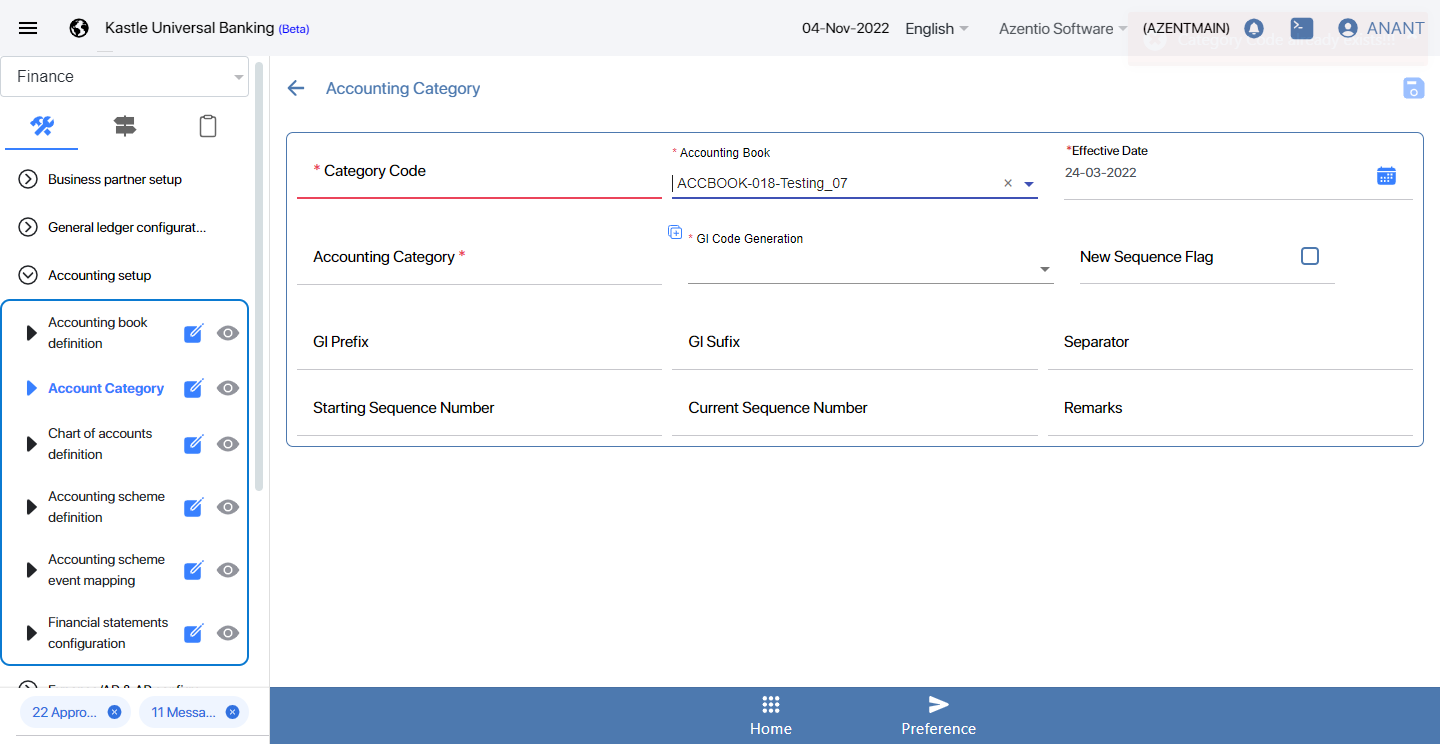 Kastle Universal Banking (Beta)
04-Nov-2022
English
Azentio Software
(AZENTMAIN)
ANANT
Finance
Business partner setup
General ledger configurat...
Accounting setup
Accounting book
definition
Account Category
Chart of accounts
definition
Accounting scheme
definition
Accounting scheme
event mapping
Financial statements
configuration
22 Appro...
11 Messa...
Accounting Category
* Category Code
* Accounting Book
ACCBOOK-018-Testing_07
*Effective Date
24-03-2022
Accounting Category *
* Gl Code Generation
New Sequence Flag
Gl Prefix
Gl Sufix
Separator
Starting Sequence Number
Current Sequence Number
Remarks
Home
Preference